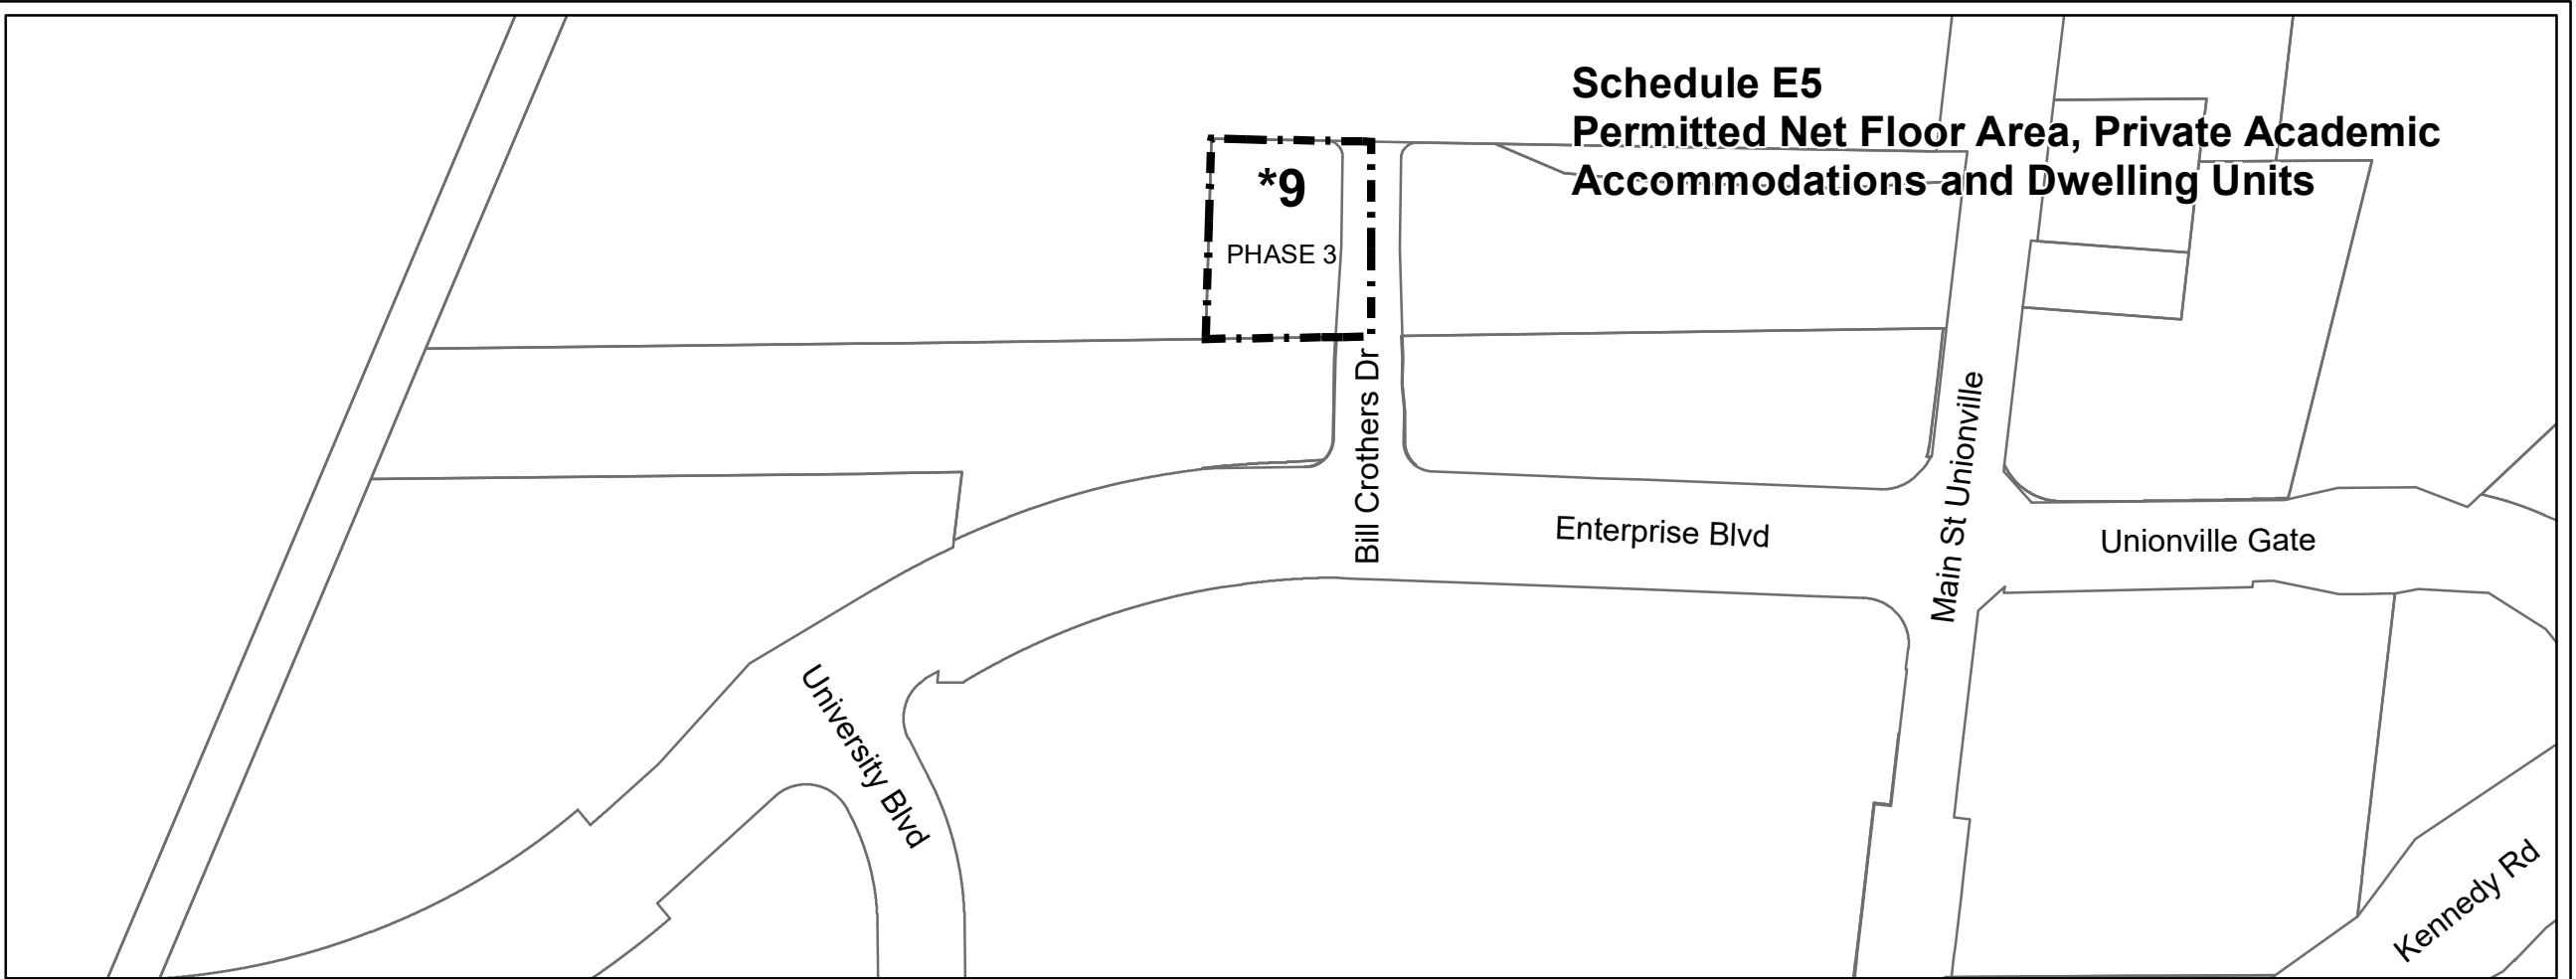 Schedule E5
Permitted Net Floor Area, Private Academic
Accommodations and Dwelling Units
*9
PHASE 3
Bill Crothers Dr
Main St Unionville
Enterprise Blvd
Unionville Gate
University Blvd
Kennedy Rd